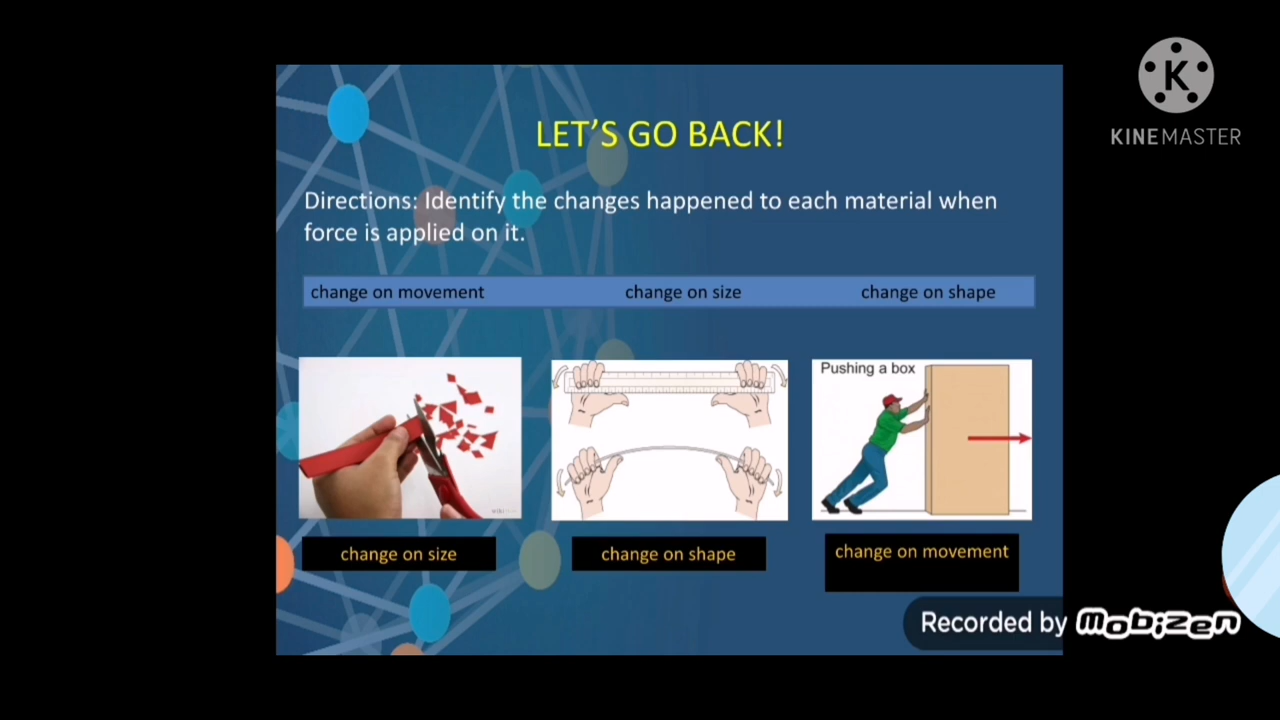 K
KINEMASTER
LET'S GO BACK!
Directions: Identify the changes happened to each material when
force is applied on it.
change on movement change on size change on shape
Pushing a box
change on size change on shape change on movement
Recorded by mobizen